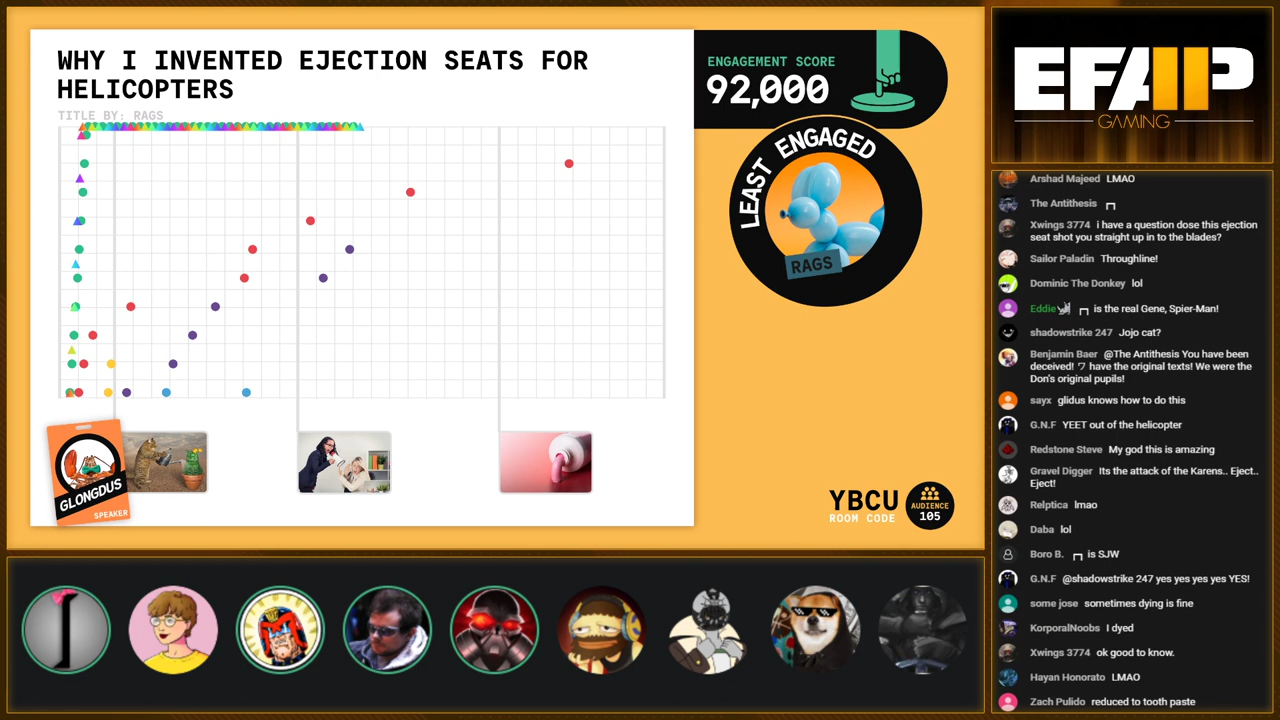 WHY I INVENTED EJECTION SEATS FOR
HELICOPTERS
TITLE BY: RAGS
ENGAGEMENT SCORE
92,000
LEAST ENGAGED
RAGS
GLONGDUS
SPEAKER
YBCU
ROOM CODE
AUDIENCE
105
EFAP
GAMING
Arshad Majeed LMAO
The Antithesis ┏┓
Xwings 3774 i have a question dose this ejection
seat shot you straight up in to the blades?
Sailor Paladin Throughline!
Dominic The Donkey lol
Eddie ┏┓ is the real Gene, Spier-Man!
shadowstrike 247 Jojo cat?
Benjamin Baer @The Antithesis You have been
deceived! ワ have the original texts! We were the
Don's original pupils!
sayx glidus knows how to do this
G.N.F YEET out of the helicopter
Redstone Steve My god this is amazing
Gravel Digger Its the attack of the Karens.. Eject..
Eject!
Relptica lmao
Daba lol
Boro B. ┏┓ is SJW
G.N.F @shadowstrike 247 yes yes yes yes YES!
some jose sometimes dying is fine
KorporalNoobs I dyed
Xwings 3774 ok good to know.
Hayan Honorato LMAO
Zach Pulido reduced to tooth paste